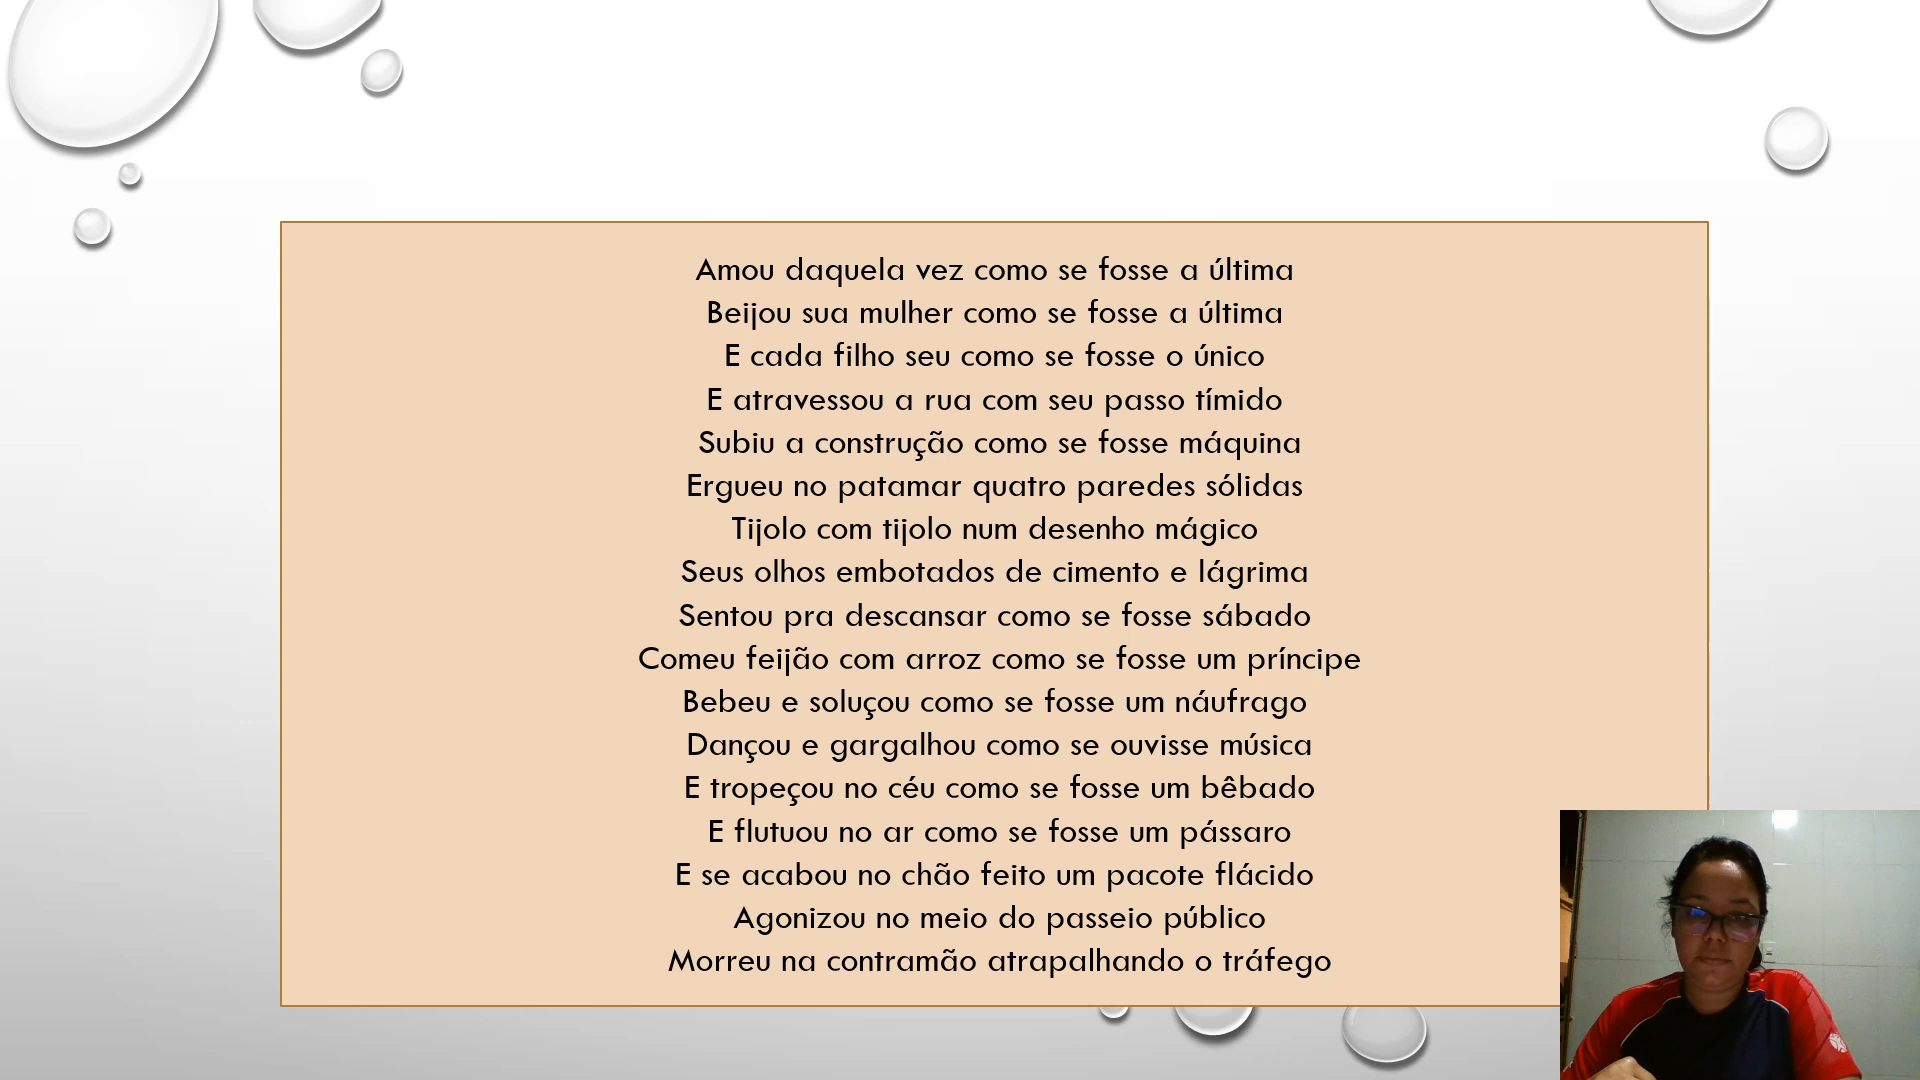 Amou daquela vez como se fosse a última
Beijou sua mulher como se fosse a última
E cada filho seu como se fosse o único
E atravessou a rua com seu passo tímido
Subiu a construção como se fosse máquina
Ergueu no patamar quatro paredes sólidas
Tijolo com tijolo num desenho mágico
Seus olhos embotados de cimento e lágrima
Sentou pra descansar como se fosse sábado
Comeu feijão com arroz como se fosse um príncipe
Bebeu e soluçou como se fosse um náufrago
Dançou e gargalhou como se ouvisse música
E tropeçou no céu como se fosse um bêbado
E flutuou no ar como se fosse um pássaro
E se acabou no chão feito um pacote flácido
Agonizou no meio do passeio público
Morreu na contramão atrapalhando o tráfego